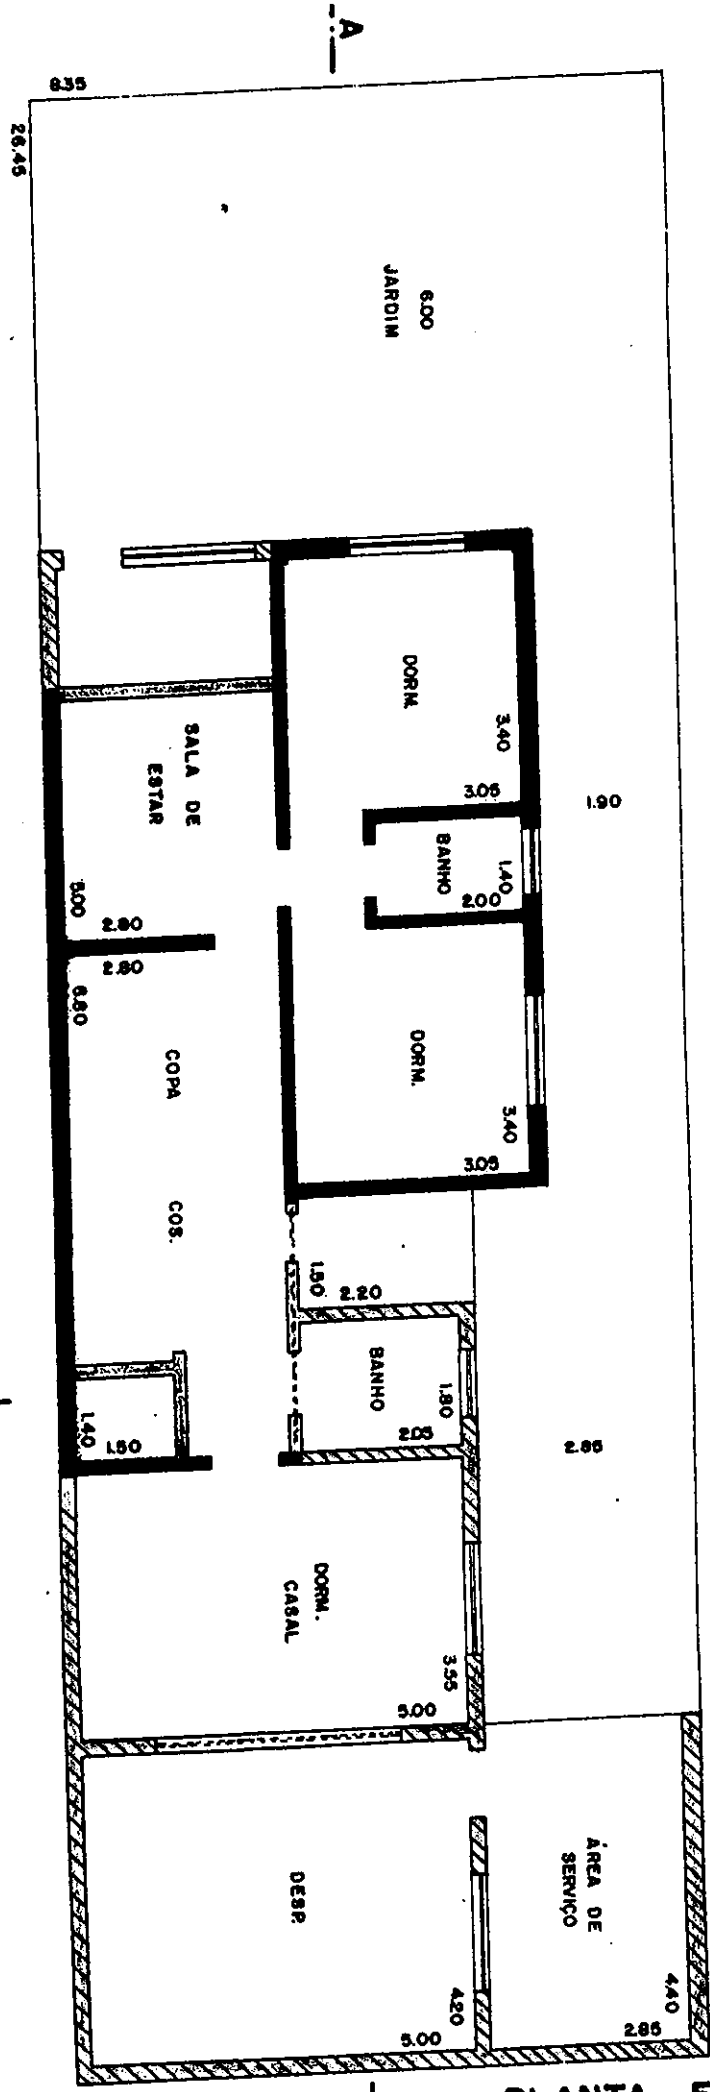 A
8.35
26.45
6.00
JARDIM
DORM.
3.40
3.05
1.90
SALA DE
ESTAR
5.00
2.80
BANHO
1.40
2.00
2.80
6.80
COPA
COS.
DORM.
3.40
3.05
1.50
2.20
BANHO
1.80
2.05
2.85
1.40
1.50
DORM.
CASAL
3.55
5.00
DESP.
4.20
5.00
ÁREA DE
SERVIÇO
4.40
2.85